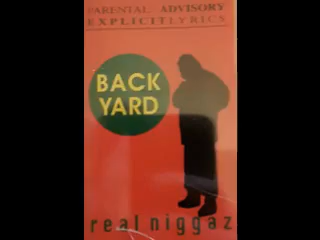 PARENTAL ADVISORY
EXPLICIT LYRICS
BACK
YARD
real niggaz